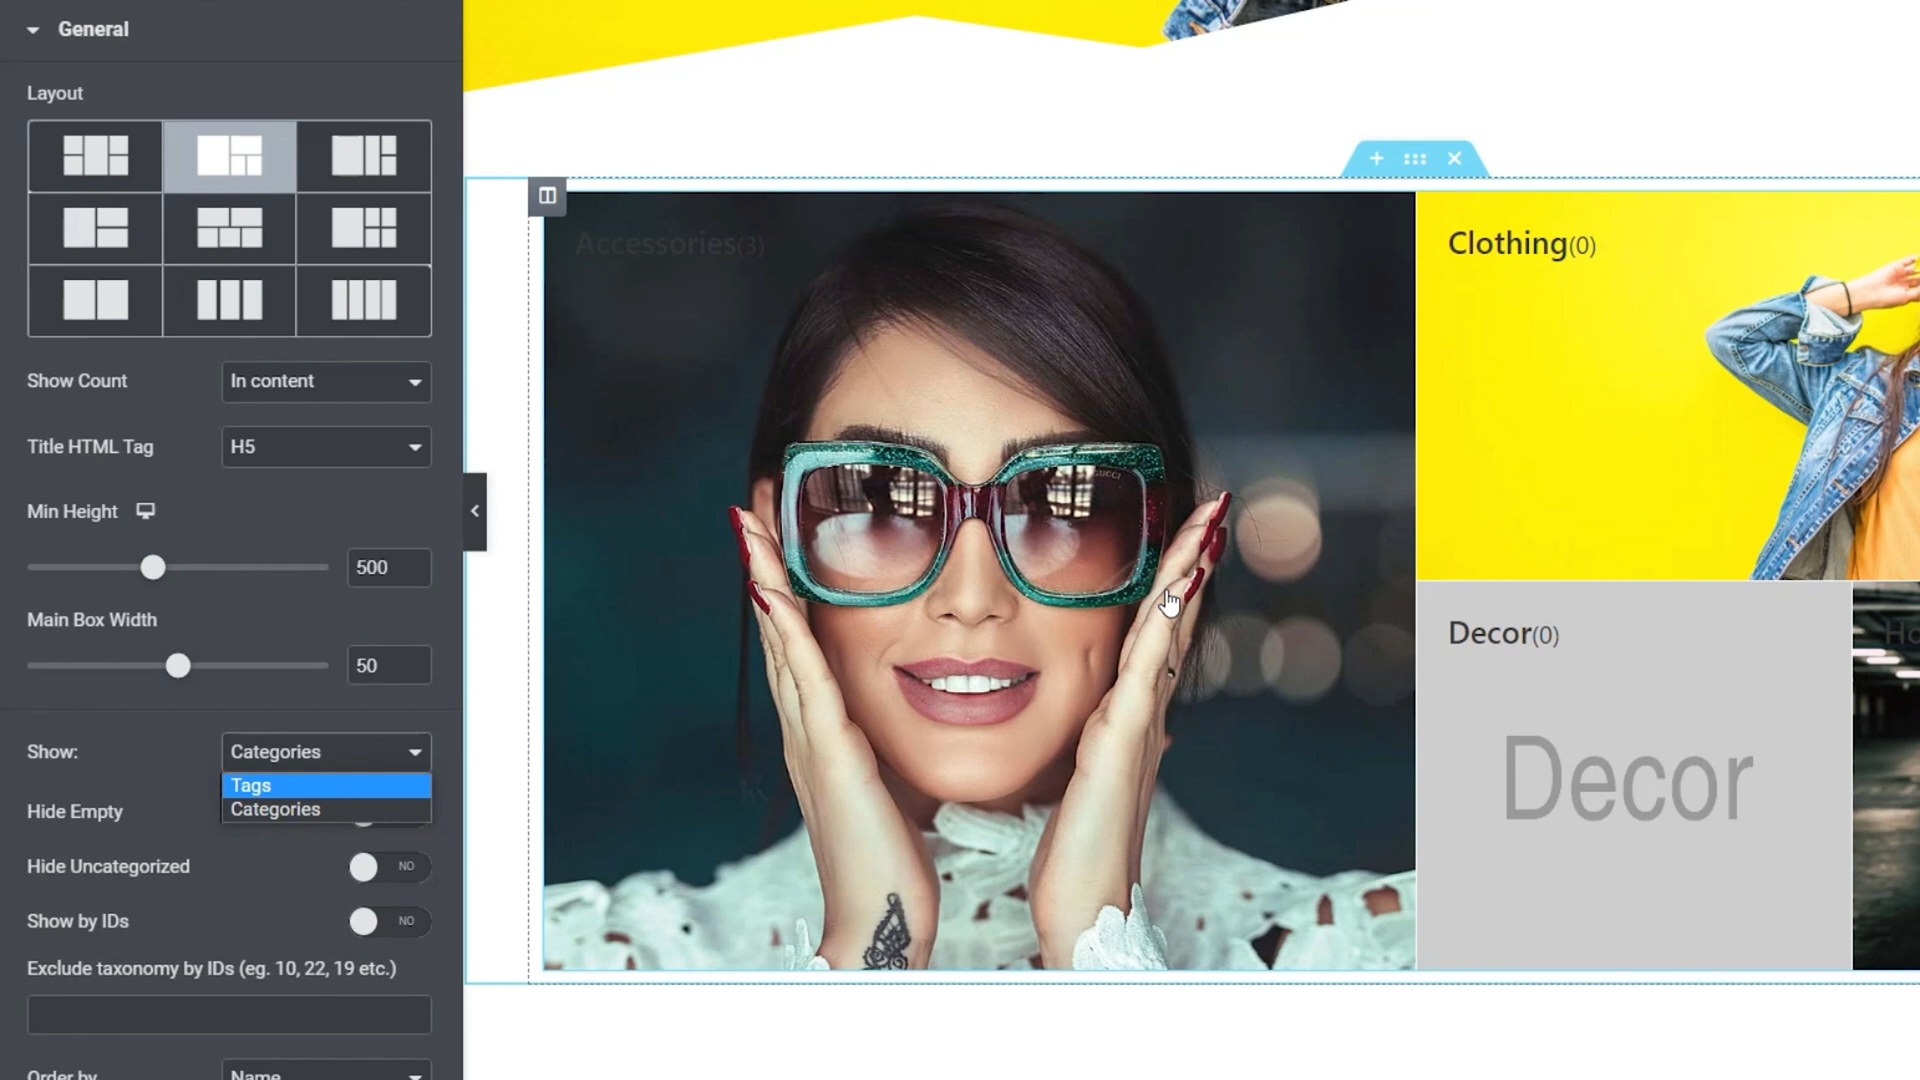 General
Layout
Show Count
In content
Title HTML Tag
H5
Min Height
500
Main Box Width
50
Show:
Categories
Tags
Categories
Hide Empty
Hide Uncategorized
NO
Show by IDs
NO
Exclude taxonomy by IDs (eg. 10, 22, 19 etc.)
Order by
Name
Accessories(3)
GUCCI
Clothing(0)
Decor(0)
Decor
Ho